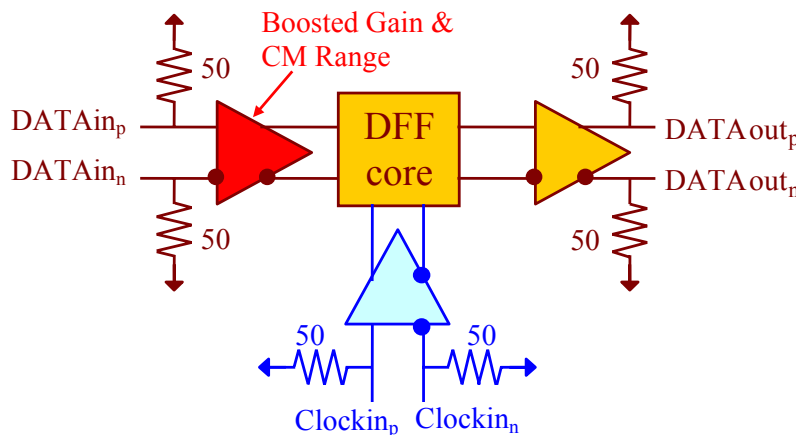 Boosted Gain &
CM Range
50
50
DATAinₚ
DATAinₙ
DFF
core
DATAoutₚ
DATAoutₙ
50
50
50
50
Clockinₚ Clockinₙ